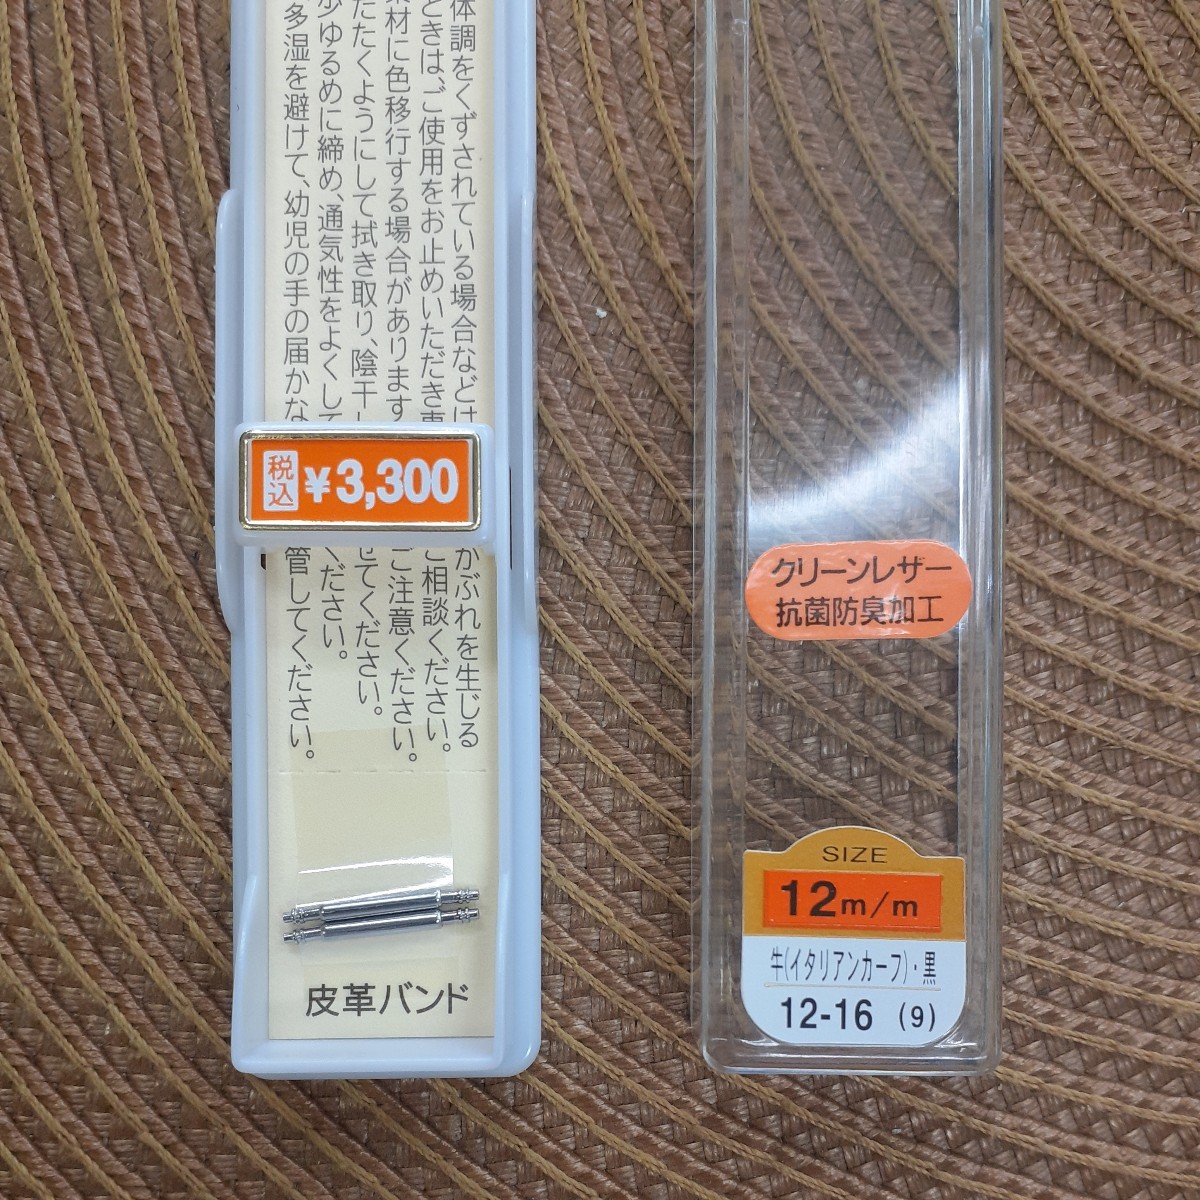 体調をくずされている場合などは
かぶれを生じる
ときは、ご使用をお止めいただき専
ご相談ください。
素材に色移行する場合があります
ご注意ください。
たたくようにして拭き取り、陰干し
せてください。
少ゆるめに締め、通気性をよくして
ください。
多湿を避けて、幼児の手の届かな
管してください。
税込 ¥3,300
皮革バンド
クリーンレザー
抗菌防臭加工
SIZE
12m/m
牛(イタリアンカーフ)・黒
12-16 (9)